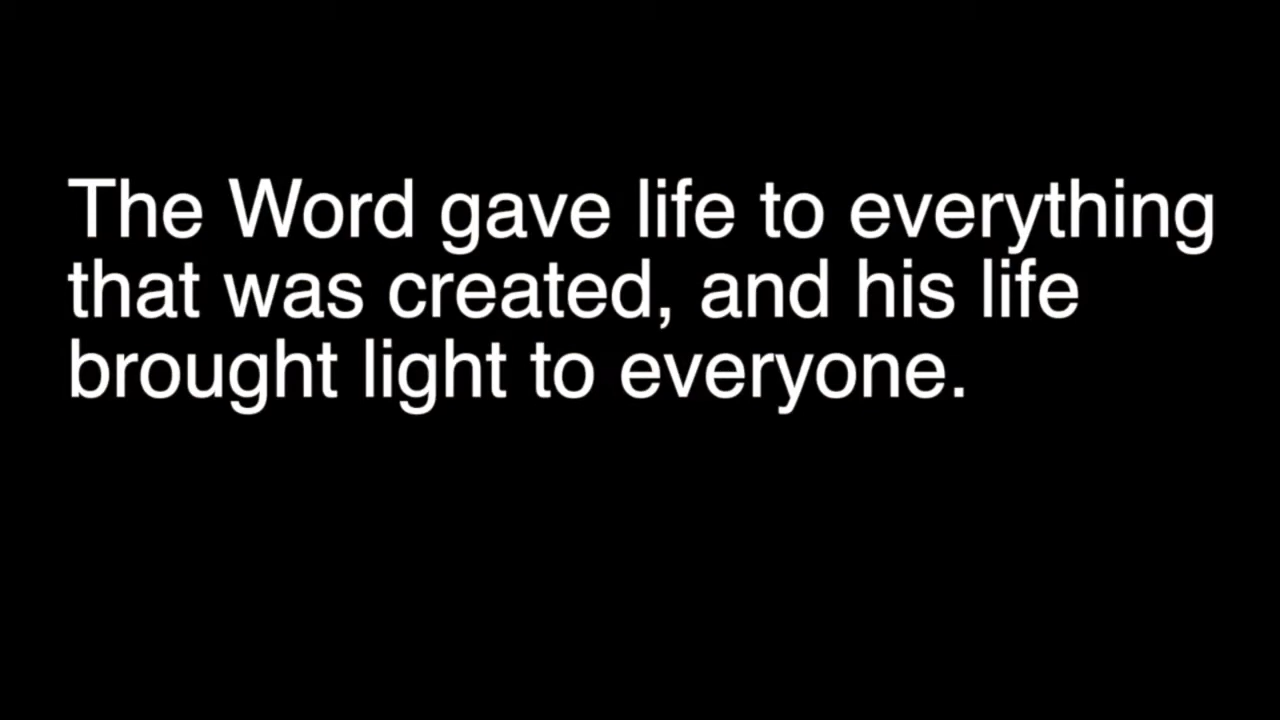 The Word gave life to everything
that was created, and his life
brought light to everyone.